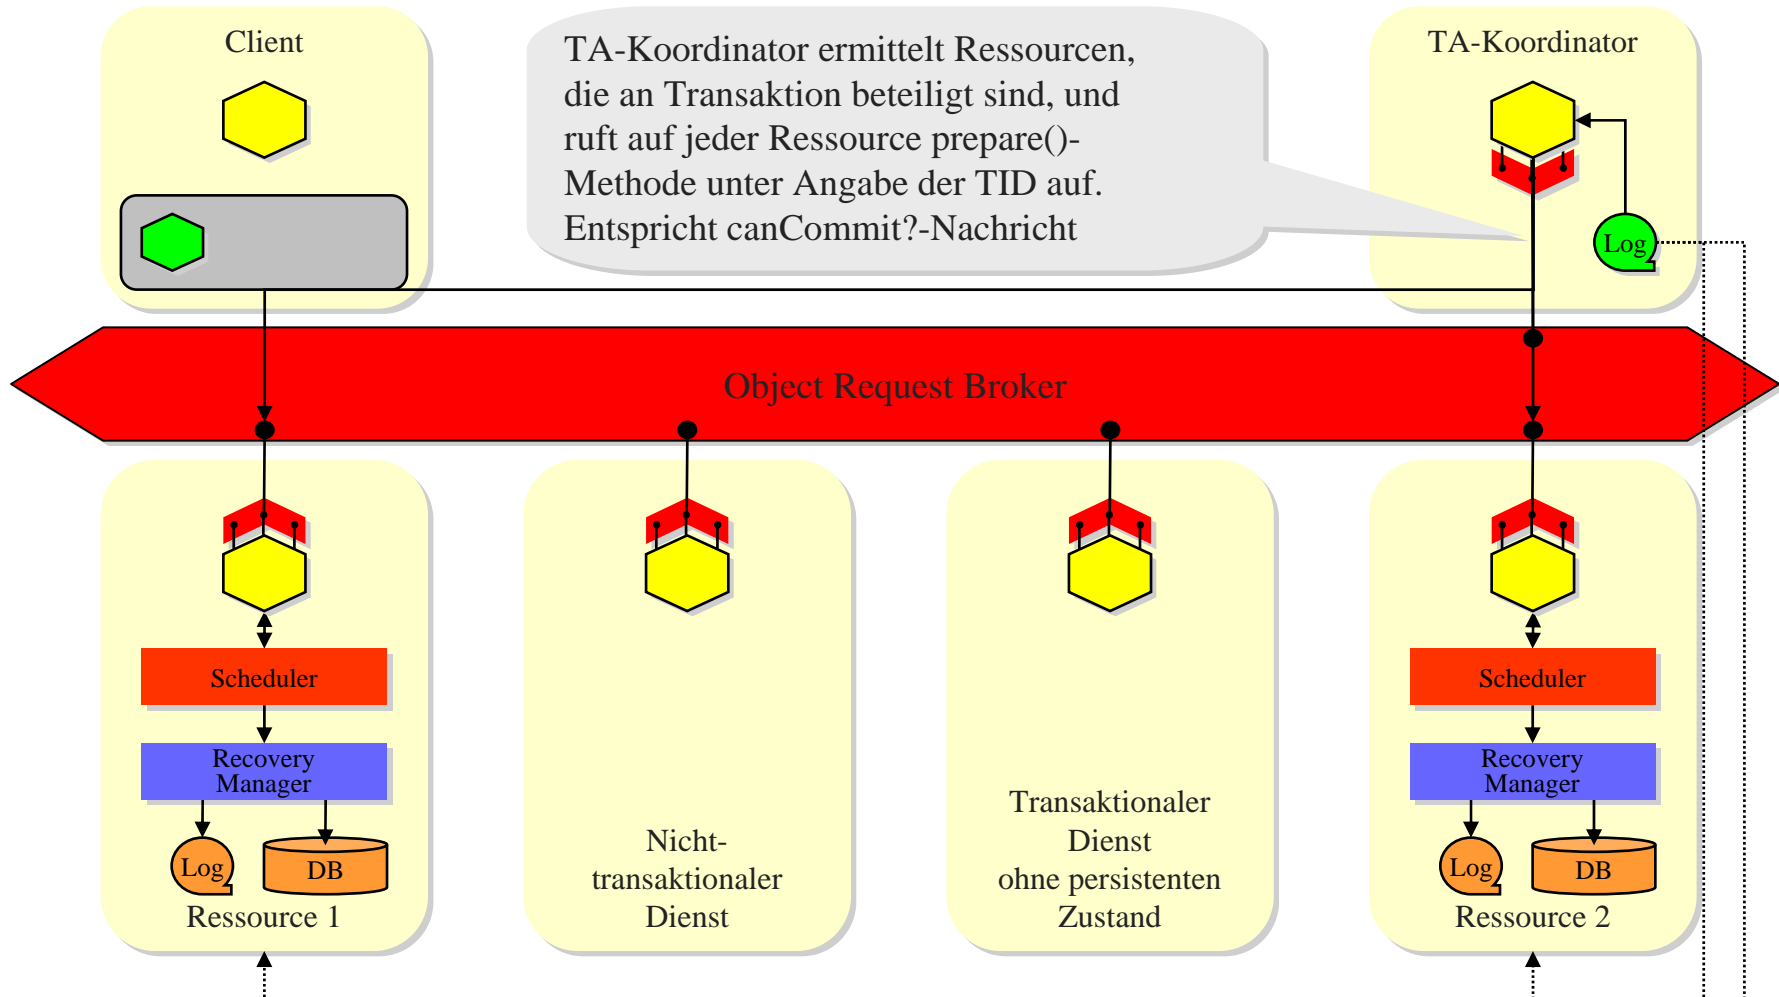 Client
TA-Koordinator ermittelt Ressourcen,
die an Transaktion beteiligt sind, und
ruft auf jeder Ressource prepare()-
Methode unter Angabe der TID auf.
Entspricht canCommit?-Nachricht
TA-Koordinator
Log
Object Request Broker
Scheduler
Recovery
Manager
Log
DB
Ressource 1
Nicht-
transaktionaler
Dienst
Transaktionaler
Dienst
ohne persistenten
Zustand
Scheduler
Recovery
Manager
Log
DB
Ressource 2